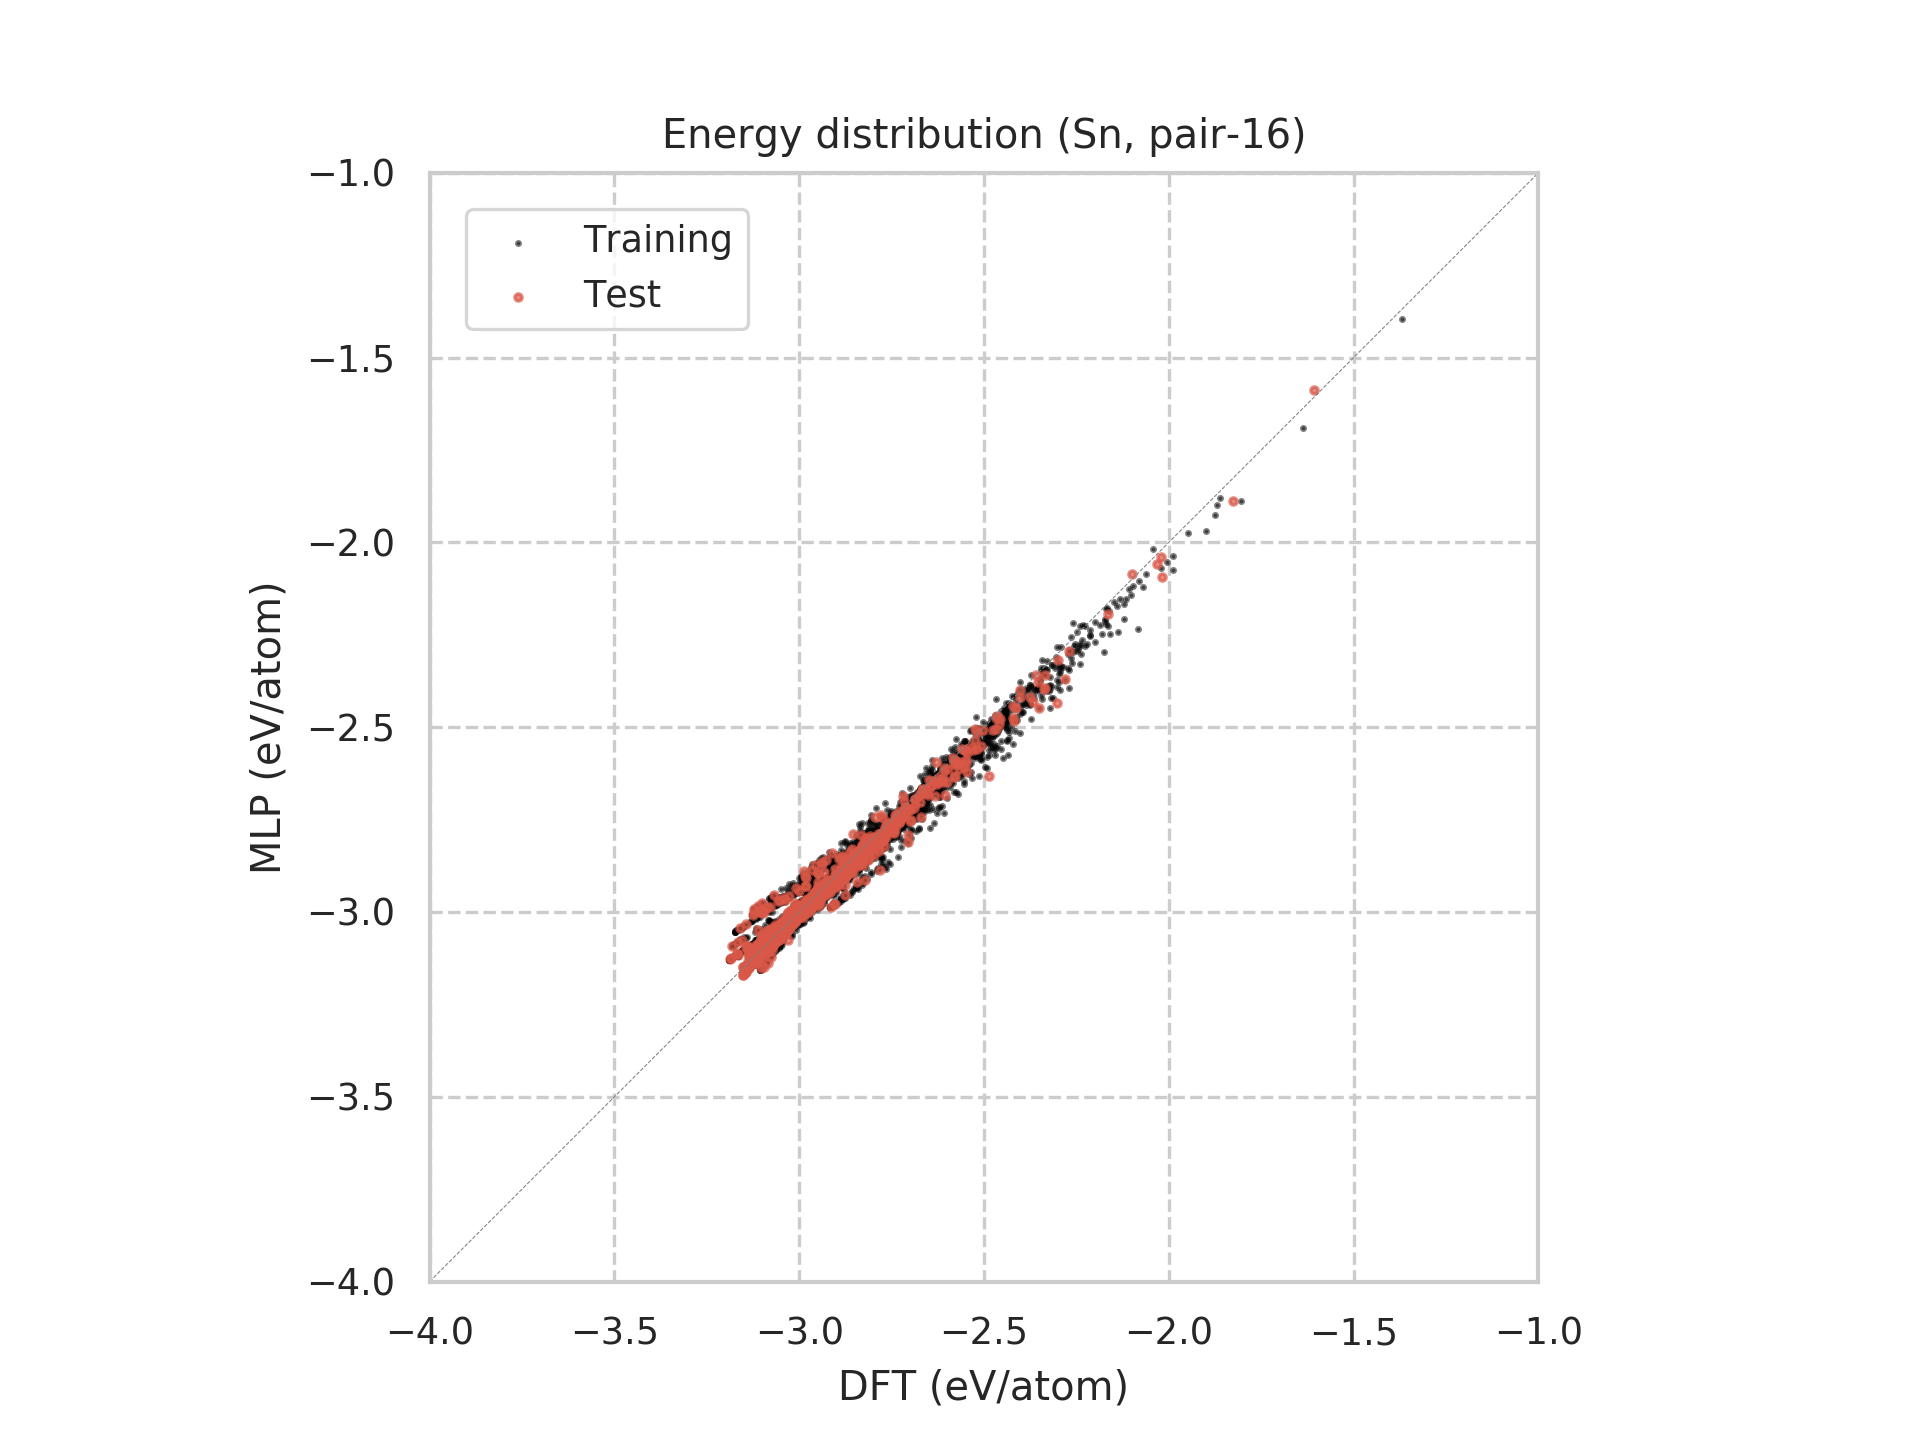 Energy distribution (Sn, pair-16)
−1.0
−1.5
−2.0
−2.5
−3.0
−3.5
−4.0
MLP (eV/atom)
Training
Test
−4.0 −3.5 −3.0 −2.5 −2.0 −1.5 −1.0
DFT (eV/atom)